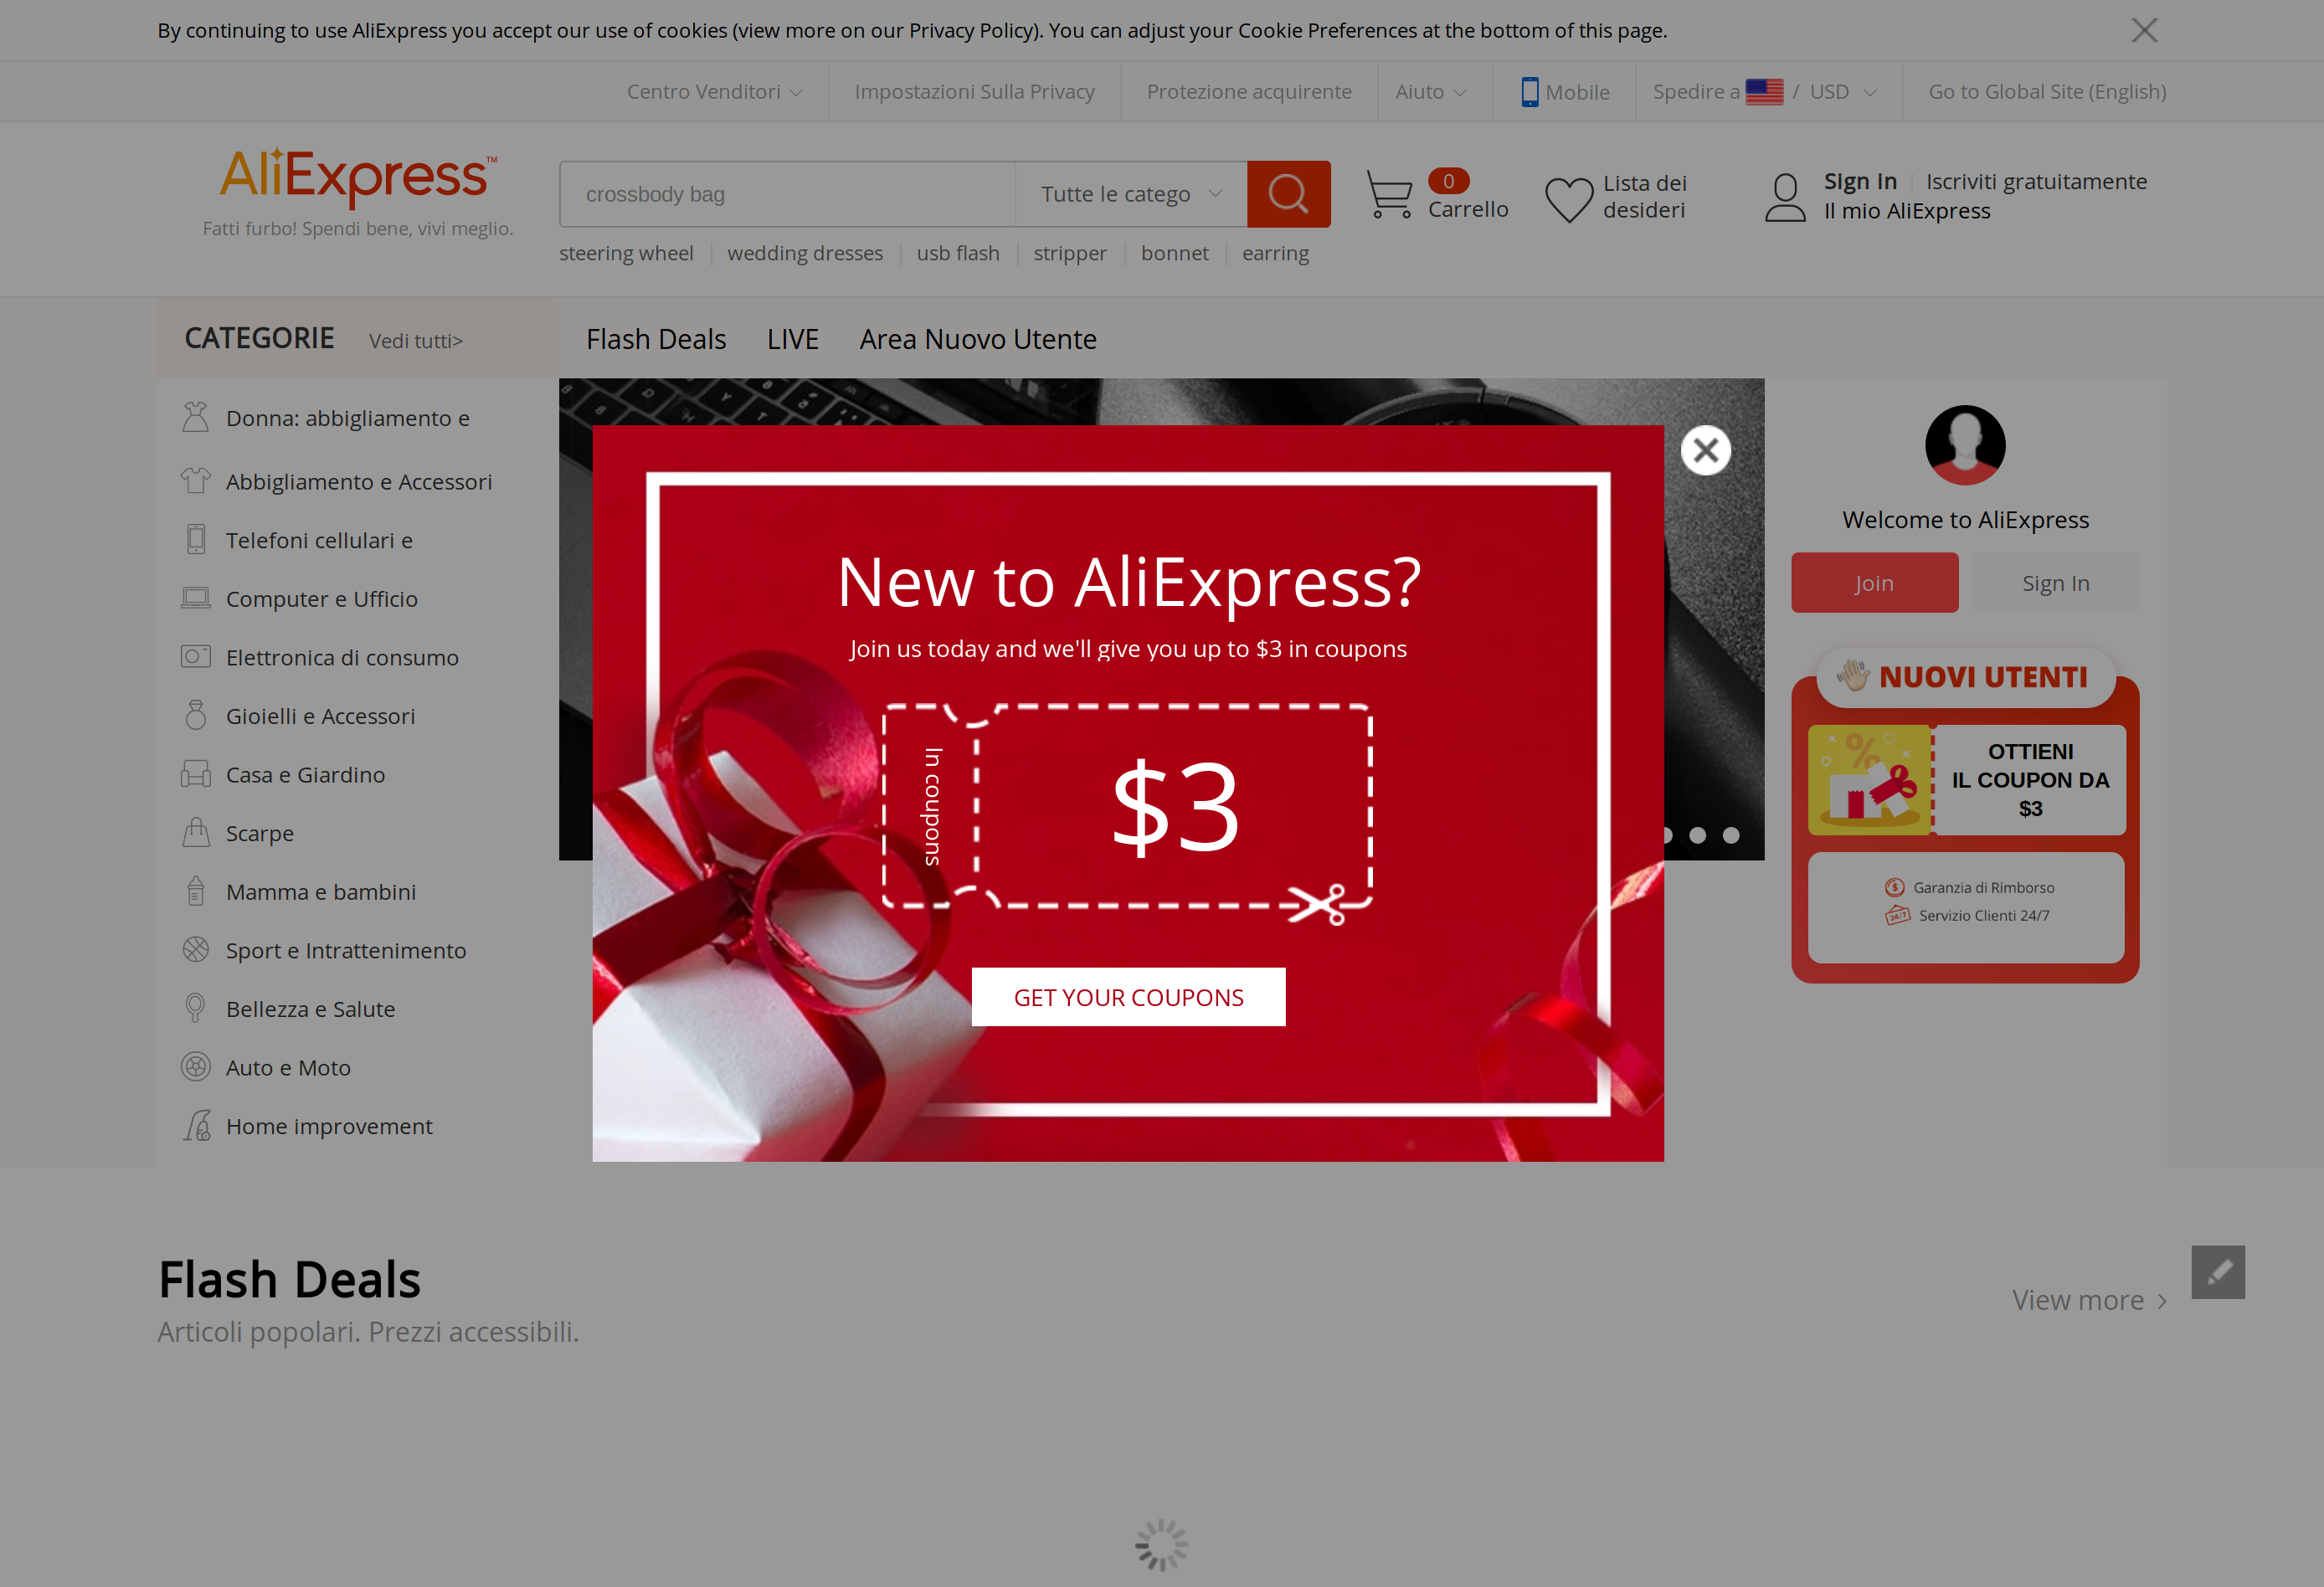 By continuing to use AliExpress you accept our use of cookies (view more on our Privacy Policy). You can adjust your Cookie Preferences at the bottom of this page.
Centro Venditori
Impostazioni Sulla Privacy
Protezione acquirente
Aiuto
Mobile
Spedire a / USD
Go to Global Site (English)
AliExpress™
Fatti furbo! Spendi bene, vivi meglio.
crossbody bag
Tutte le catego
0
Carrello
Lista dei
desideri
Sign in
Iscriviti gratuitamente
Il mio AliExpress
steering wheel
wedding dresses
usb flash
stripper
bonnet
earring
CATEGORIE
Vedi tutti>
Flash Deals
LIVE
Area Nuovo Utente
Donna: abbigliamento e
Abbigliamento e Accessori
Telefoni cellulari e
Computer e Ufficio
Elettronica di consumo
Gioielli e Accessori
Casa e Giardino
Scarpe
Mamma e bambini
Sport e Intrattenimento
Bellezza e Salute
Auto e Moto
Home improvement
New to AliExpress?
Join us today and we'll give you up to $3 in coupons
In coupons
$3
GET YOUR COUPONS
Welcome to AliExpress
Join
Sign In
NUOVI UTENTI
%
OTTIENI
IL COUPON DA
$3
$ Garanzia di Rimborso
24/7 Servizio Clienti 24/7
Flash Deals
Articoli popolari. Prezzi accessibili.
View more >